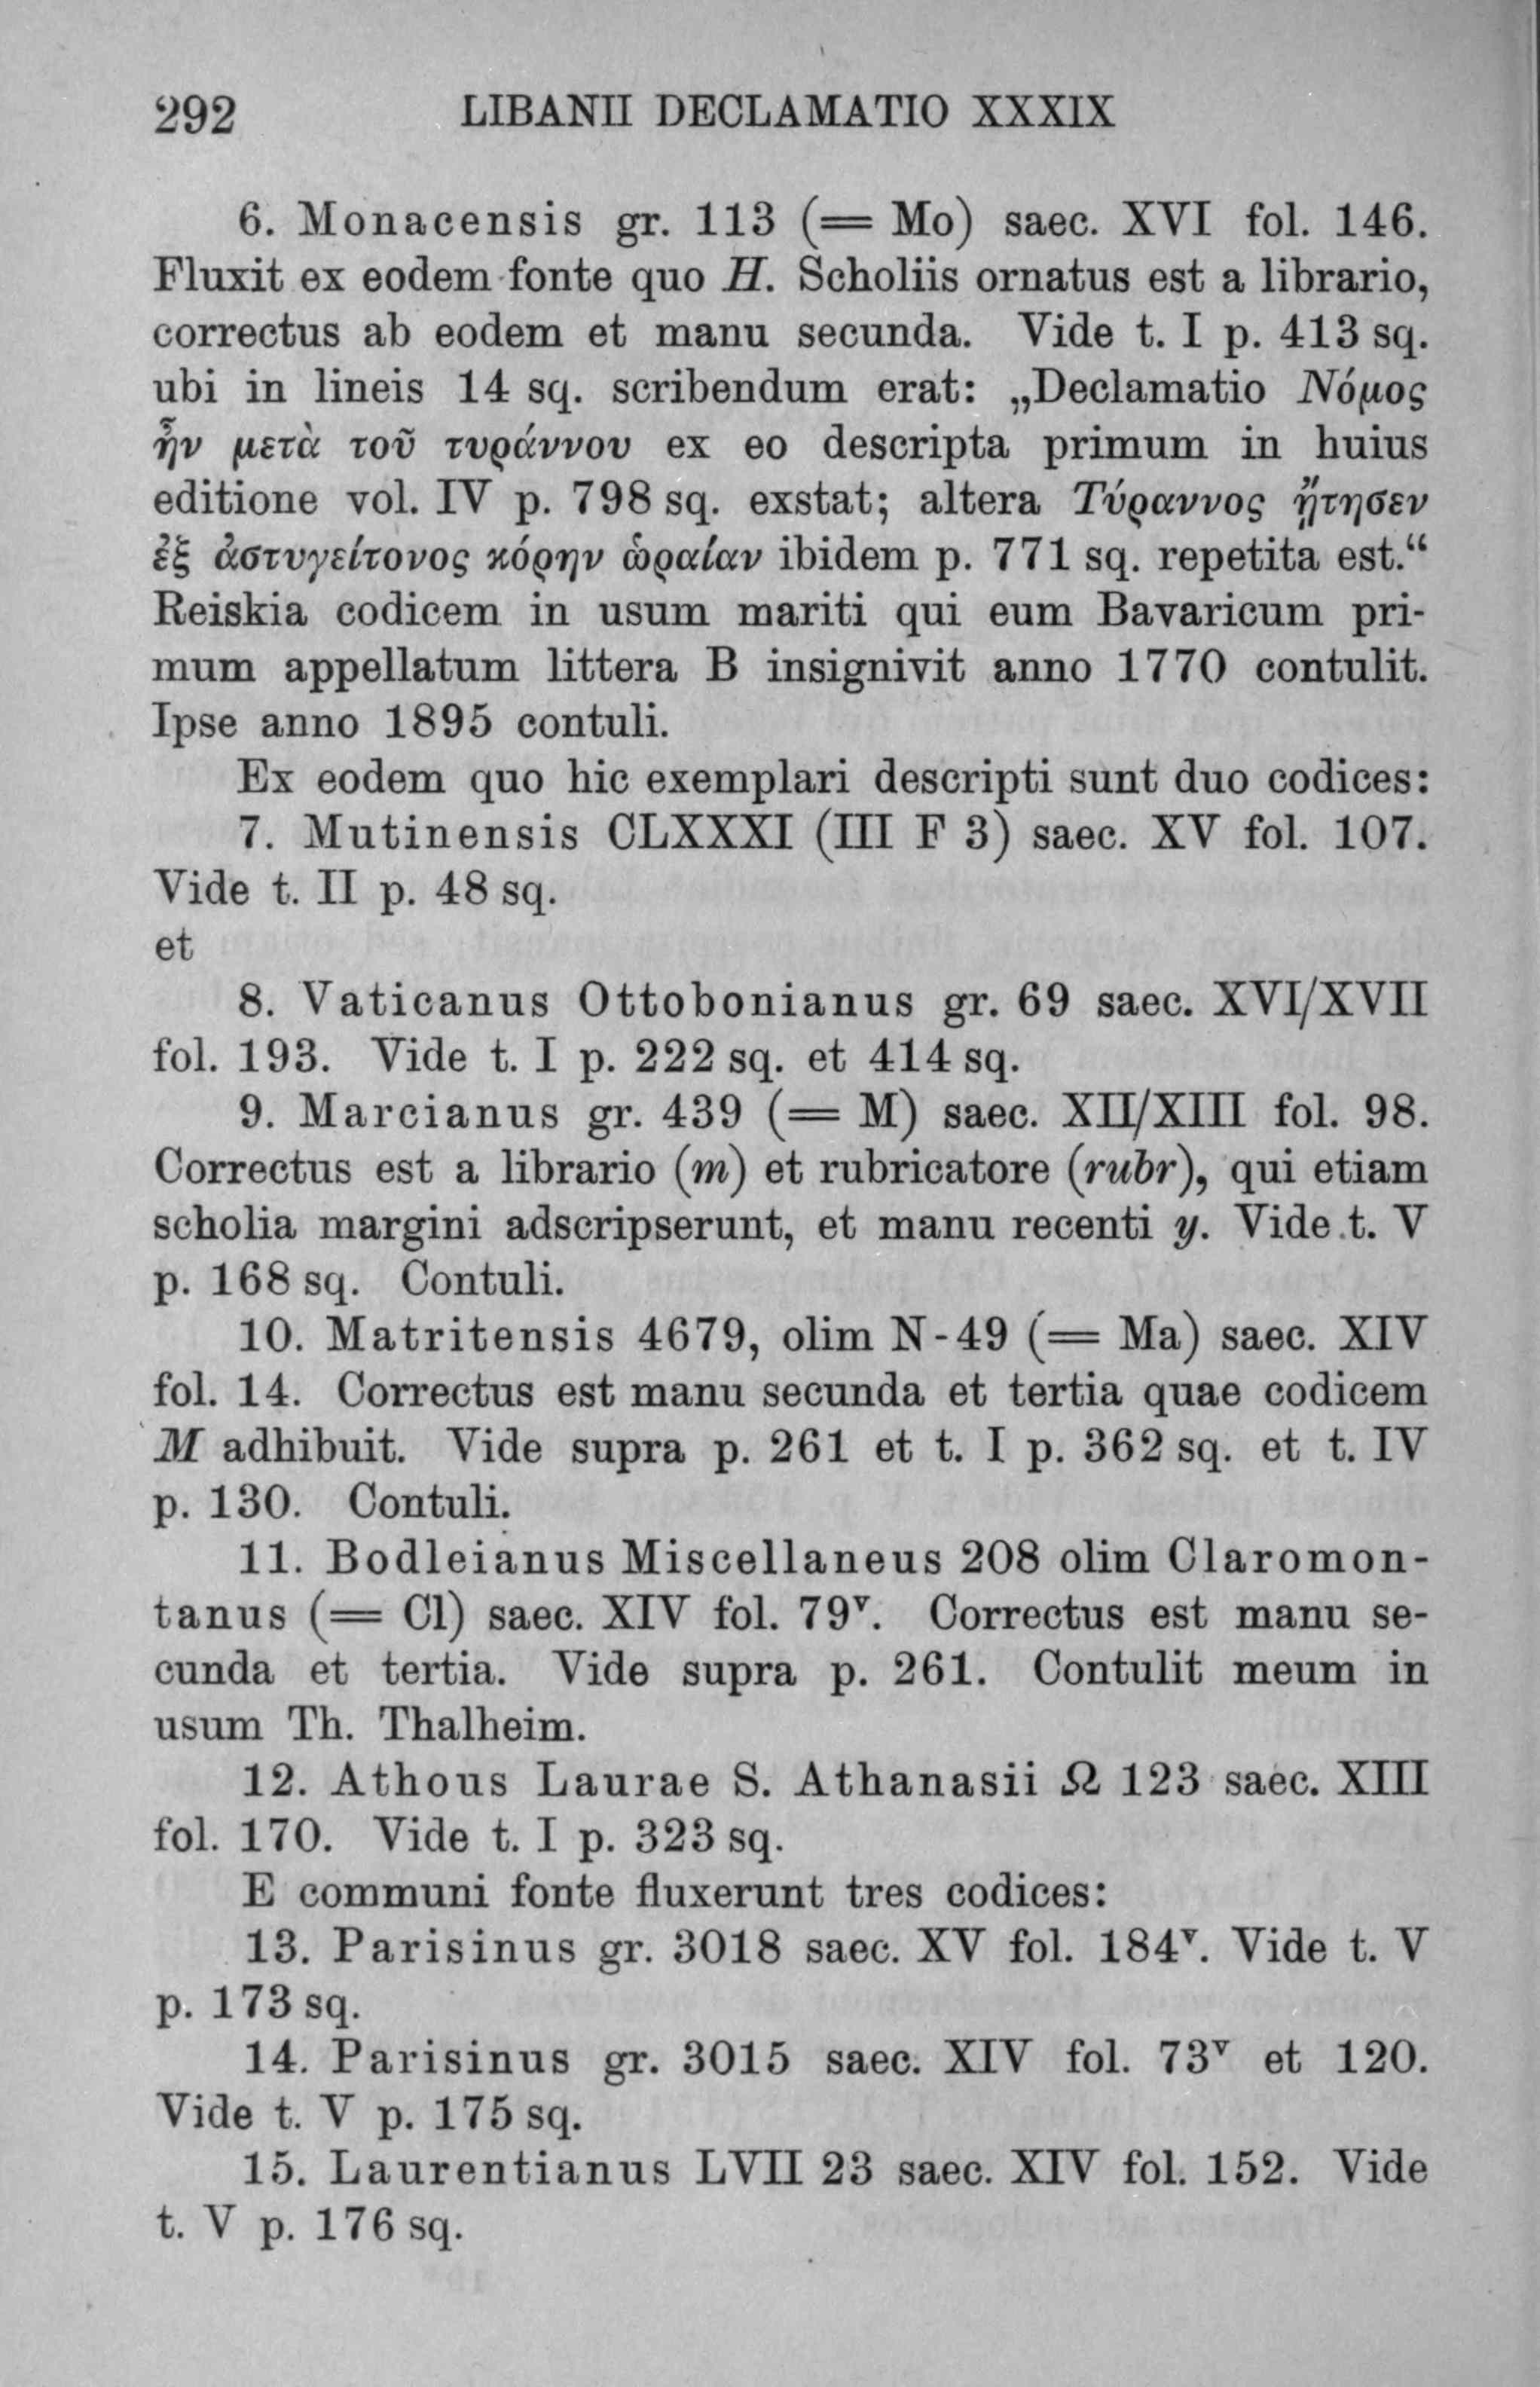 292 LIBANII DECLAMATIO XXXIX
6. Monacensis gr. 113 (= Mo) saec. XVI fol. 146.
Fluxit ex eodem fonte quo H. Scholiis ornatus est a librario,
correctus ab eodem et manu secunda. Vide t. I p. 413 sq.
ubi in lineis 14 sq. scribendum erat: „Declamatio Νόμος
ἦν μετὰ τοῦ τυράννου ex eo descripta primum in huius
editione vol. IV p. 798 sq. exstat; altera Τύραννος ᾔτησεν
ἐξ ἀστυγείτονος κόρην ὡραίαν ibidem p. 771 sq. repetita est.“
Reiskia codicem in usum mariti qui eum Bavaricum pri-
mum appellatum littera B insignivit anno 1770 contulit.
Ipse anno 1895 contuli.
Ex eodem quo hic exemplari descripti sunt duo codices:
7. Mutinensis CLXXXI (III F 3) saec. XV fol. 107.
Vide t. II p. 48 sq.
et
8. Vaticanus Ottobonianus gr. 69 saec. XVI/XVII
fol. 193. Vide t. I p. 222 sq. et 414 sq.
9. Marcianus gr. 439 (= M) saec. XII/XIII fol. 98.
Correctus est a librario (m) et rubricatore (rubr), qui etiam
scholia margini adscripserunt, et manu recenti y. Vide t. V
p. 168 sq. Contuli.
10. Matritensis 4679, olim N-49 (= Ma) saec. XIV
fol. 14. Correctus est manu secunda et tertia quae codicem
M adhibuit. Vide supra p. 261 et t. I p. 362 sq. et t. IV
p. 130. Contuli.
11. Bodleianus Miscellaneus 208 olim Claromon-
tanus (= Cl) saec. XIV fol. 79ᵛ. Correctus est manu se-
cunda et tertia. Vide supra p. 261. Contulit meum in
usum Th. Thalheim.
12. Athous Laurae S. Athanasii Ω 123 saec. XIII
fol. 170. Vide t. I p. 323 sq.
E communi fonte fluxerunt tres codices:
13. Parisinus gr. 3018 saec. XV fol. 184ᵛ. Vide t. V
p. 173 sq.
14. Parisinus gr. 3015 saec. XIV fol. 73ᵛ et 120.
Vide t. V p. 175 sq.
15. Laurentianus LVII 23 saec. XIV fol. 152. Vide
t. V p. 176 sq.